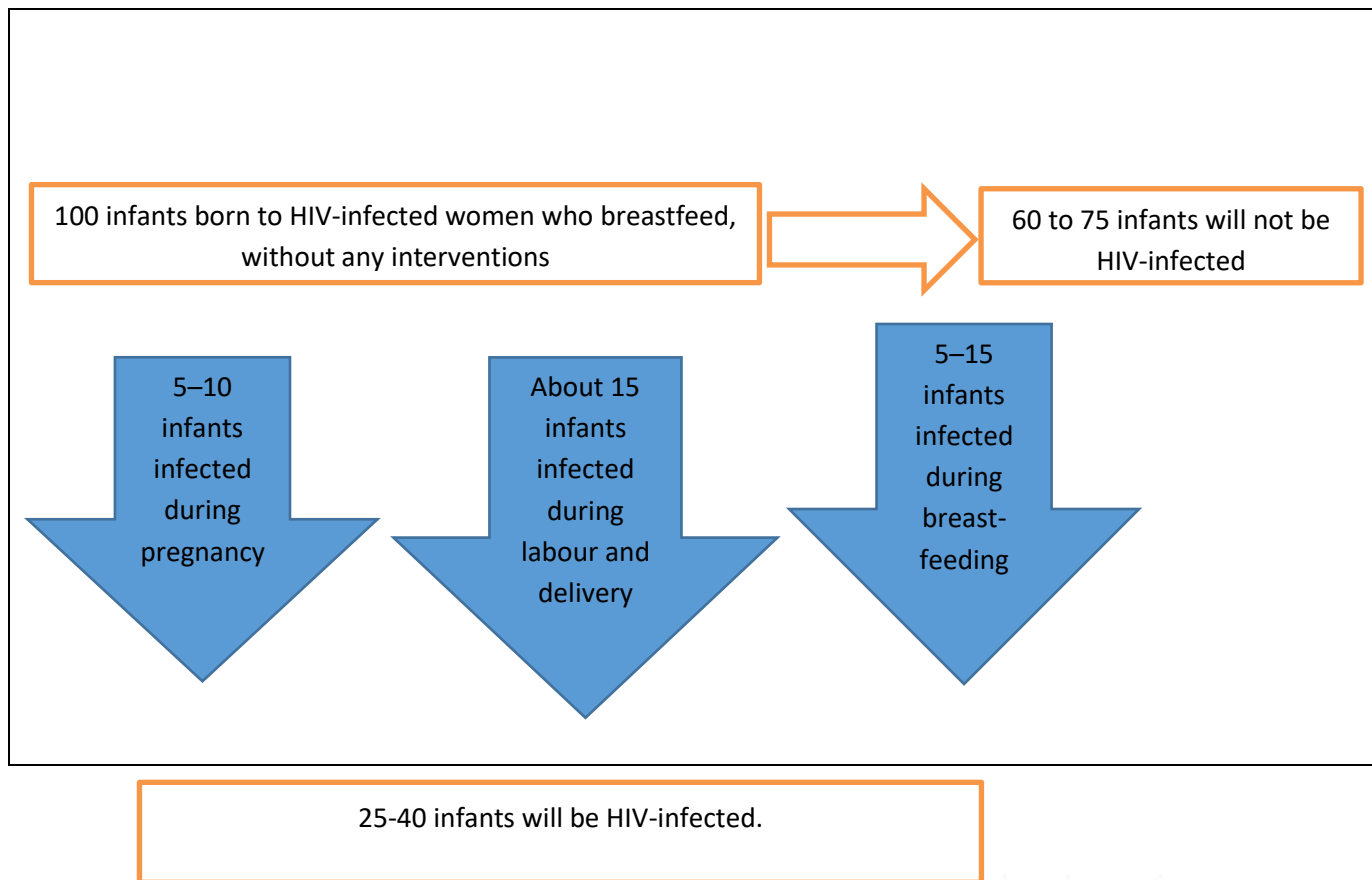 100 infants born to HIV-infected women who breastfeed,
without any interventions
60 to 75 infants will not be
HIV-infected
5–10
infants
infected
during
pregnancy
About 15
infants
infected
during
labour and
delivery
5–15
infants
infected
during
breast-
feeding
25-40 infants will be HIV-infected.